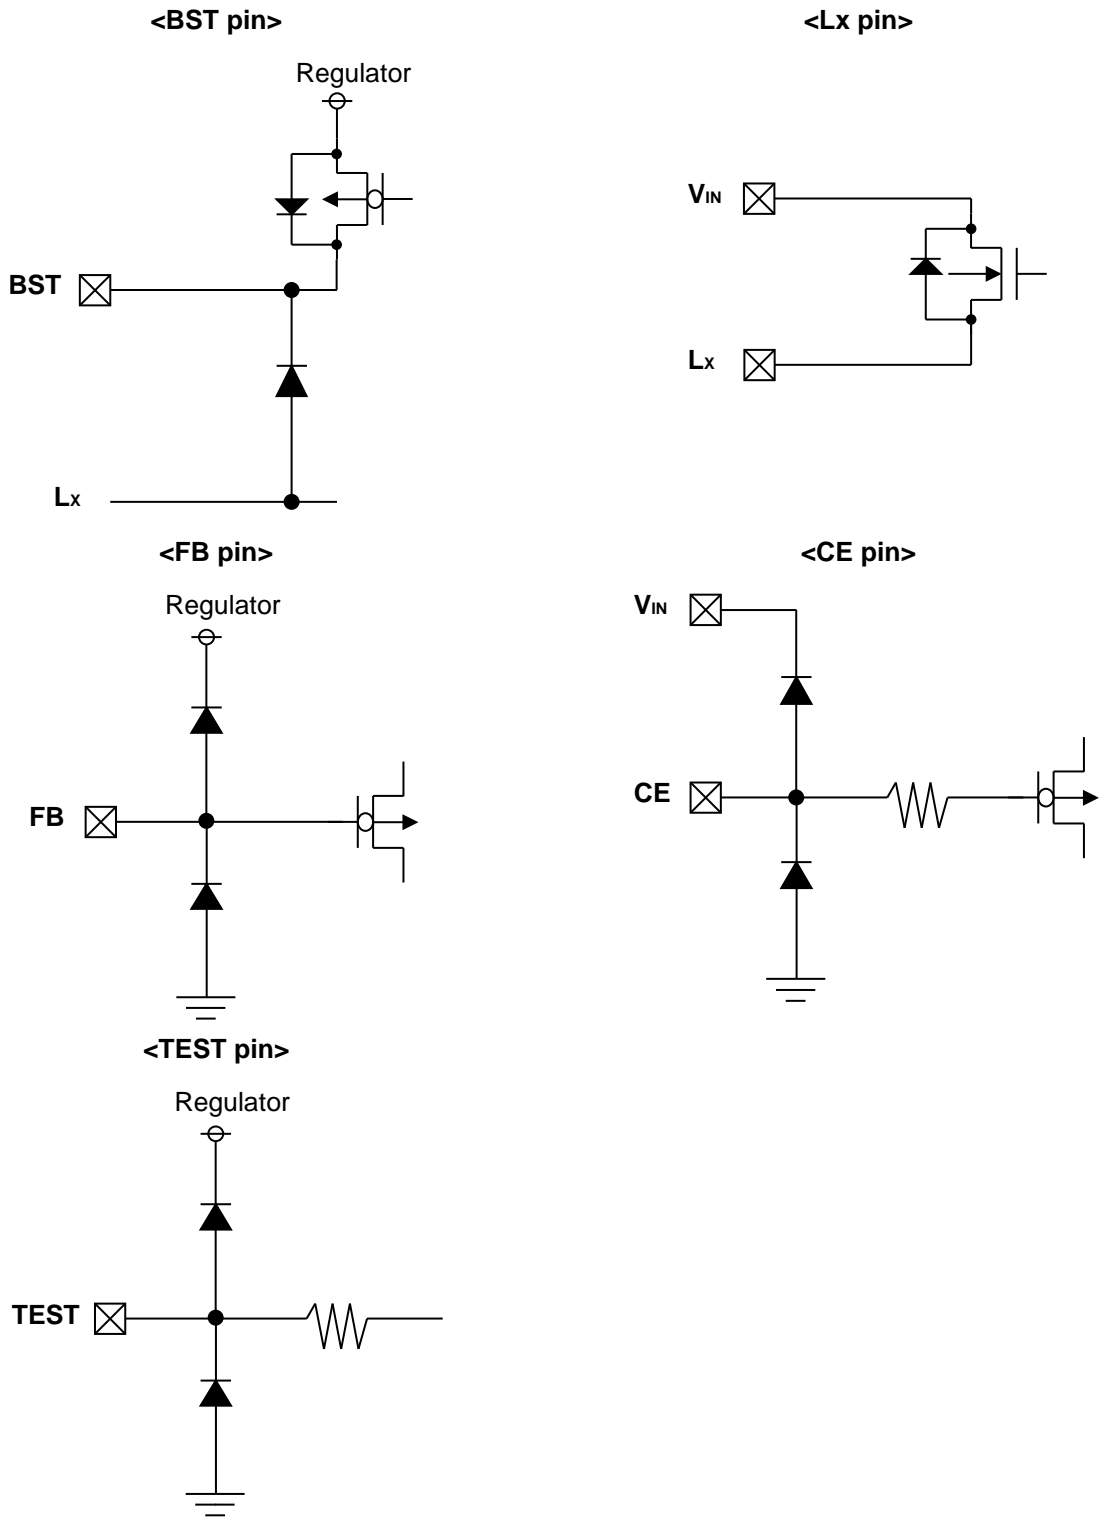 <BST pin>
Regulator
BST
LX
<Lx pin>
VIN
LX
<FB pin>
Regulator
FB
<CE pin>
VIN
CE
<TEST pin>
Regulator
TEST